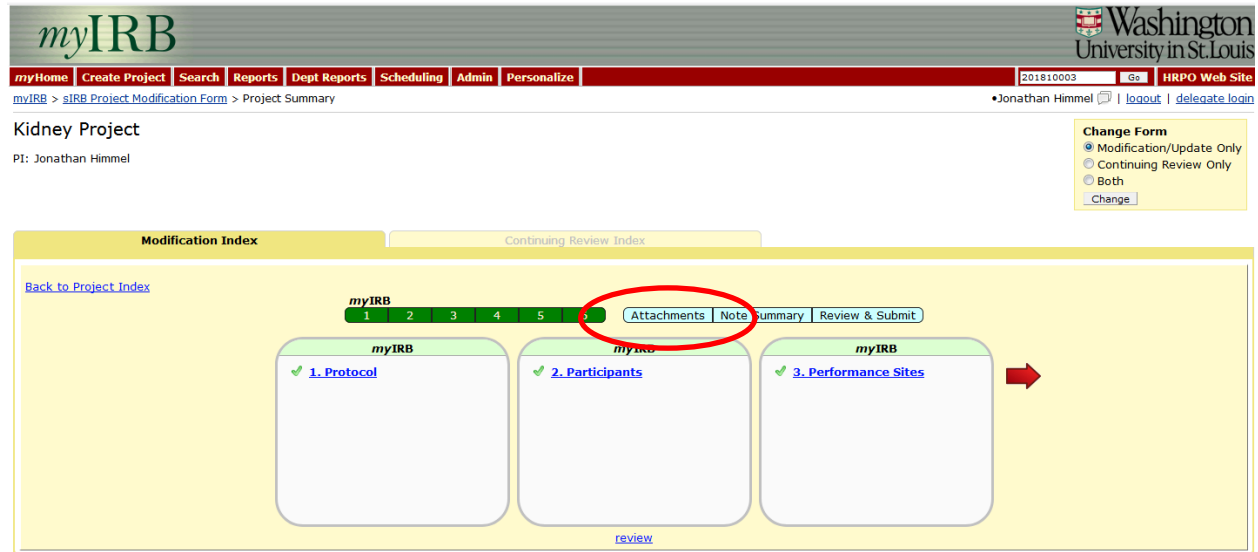 myIRB
Washington
University in St.Louis
myHome Create Project Search Reports Dept Reports Scheduling Admin Personalize 201810003 Go HRPO Web Site
myIRB > sIRB Project Modification Form > Project Summary •Jonathan Himmel | logout | delegate login
Kidney Project
PI: Jonathan Himmel
Change Form
Modification/Update Only
Continuing Review Only
Both
Change
Modification Index Continuing Review Index
Back to Project Index
myIRB
1 2 3 4 5 6 Attachments Note Summary Review & Submit
myIRB myIRB myIRB
1. Protocol 2. Participants 3. Performance Sites
review